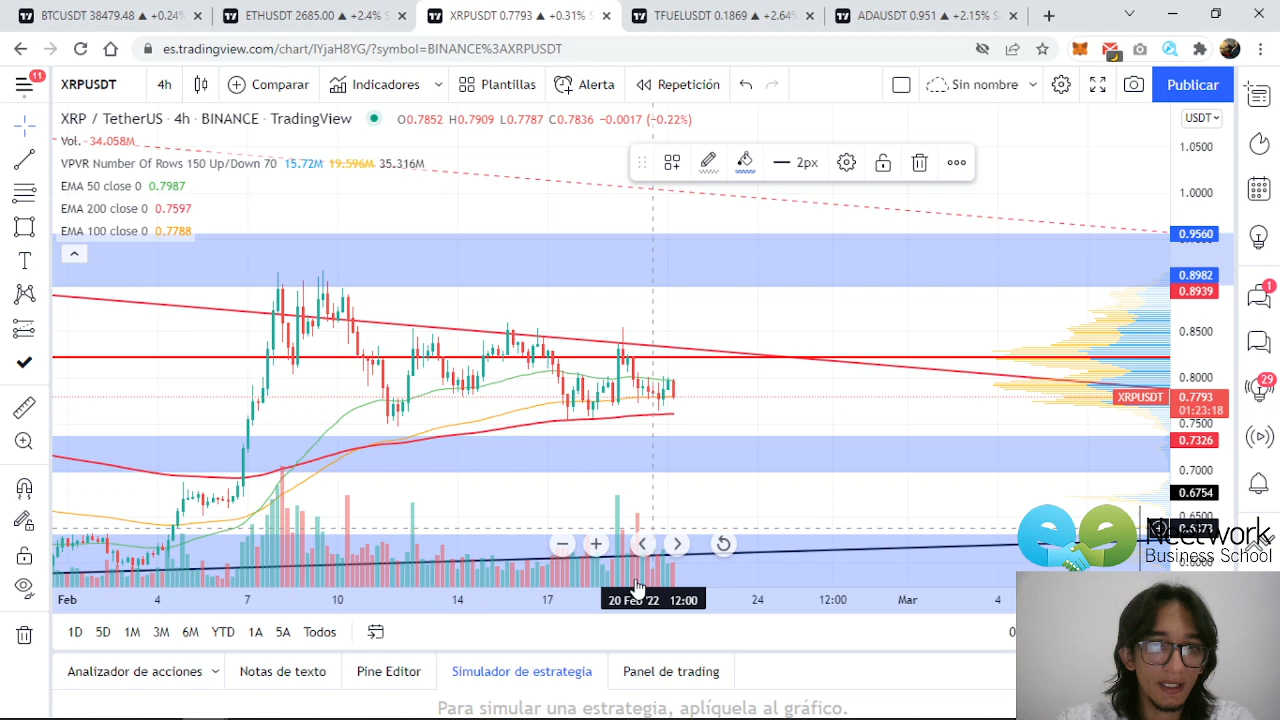 BTCUSDT 38479.48 ▲ +0.24%
ETHUSDT 2685.00 ▲ +2.4% S
XRPUSDT 0.7793 ▲ +0.31% S
TFUELUSDT 0.1869 ▲ +2.64%
ADAUSDT 0.951 ▲ +2.15% S
es.tradingview.com/chart/IYjaH8YG/?symbol=BINANCE%3AXRPUSDT
11 XRPUSDT 4h Comparar Indicadores Plantillas Alerta Repetición Sin nombre Publicar
XRP / TetherUS · 4h · BINANCE · TradingView O0.7852 H0.7909 L0.7787 C0.7836 −0.0017 (−0.22%)
USDT
Vol. -34.058M
VPVR Number Of Rows 150 Up/Down 70 15.72M 19.596M 35.316M
2px
EMA 50 close 0 0.7987
EMA 200 close 0 0.7597
EMA 100 close 0 0.7788
1.0500
1.0000
0.9560
0.8982
0.8939
0.8500
0.8000
XRPUSDT 0.7793
01:23:18
0.7500
0.7326
0.7000
0.6754
1
29
Neetwork
Business School
Feb 4 7 10 14 17 20 Feb '22 12:00 24 12:00 Mar 4
1D 5D 1M 3M 6M YTD 1A 5A Todos
Analizador de acciones Notas de texto Pine Editor Simulador de estrategia Panel de trading
Para simular una estrategia, aplíquela al gráfico.